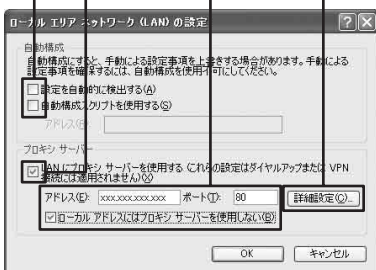 ローカル エリア ネットワーク (LAN) の設定
自動構成
自動構成にすると、手動による設定事項を上書きする場合があります。手動による
設定事項を確保するには、自動構成を使用不可にしてください。
設定を自動的に検出する(A)
自動構成スクリプトを使用する(S)
アドレス(R):
プロキシ サーバー
LAN にプロキシ サーバーを使用する (これらの設定はダイヤルアップまたは VPN
接続には適用されません)(X)
アドレス(E): xxx.xxx.xxx.xxx ポート(T): 80 詳細設定(C)...
ローカル アドレスにはプロキシ サーバーを使用しない(B)
OK キャンセル